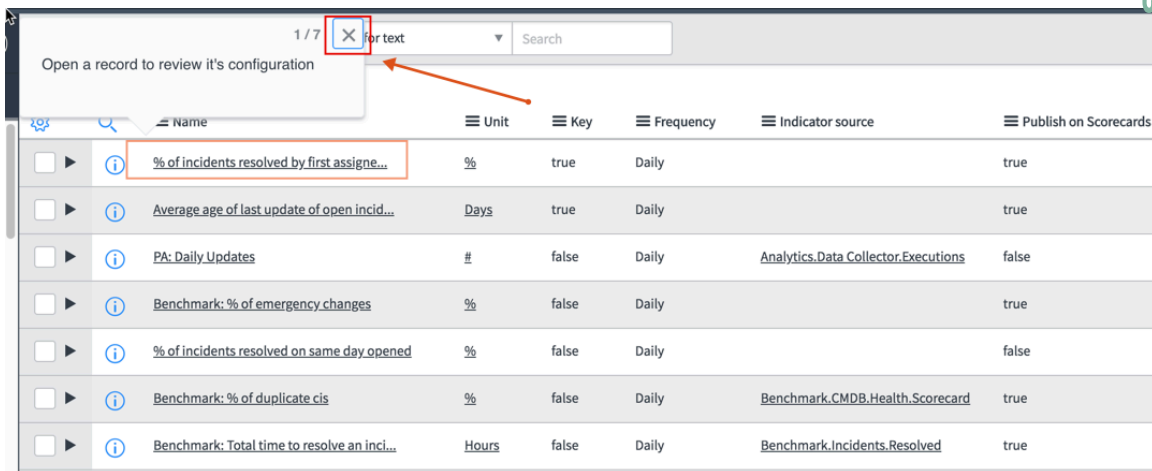 1 / 7
for text
Search
Open a record to review it's configuration
Name Unit Key Frequency Indicator source Publish on Scorecards
% of incidents resolved by first assigne... % true Daily true
Average age of last update of open incid... Days true Daily true
PA: Daily Updates # false Daily Analytics.Data Collector.Executions false
Benchmark: % of emergency changes % false Daily true
% of incidents resolved on same day opened % false Daily false
Benchmark: % of duplicate cis % false Daily Benchmark.CMDB.Health.Scorecard true
Benchmark: Total time to resolve an inci... Hours false Daily Benchmark.Incidents.Resolved true